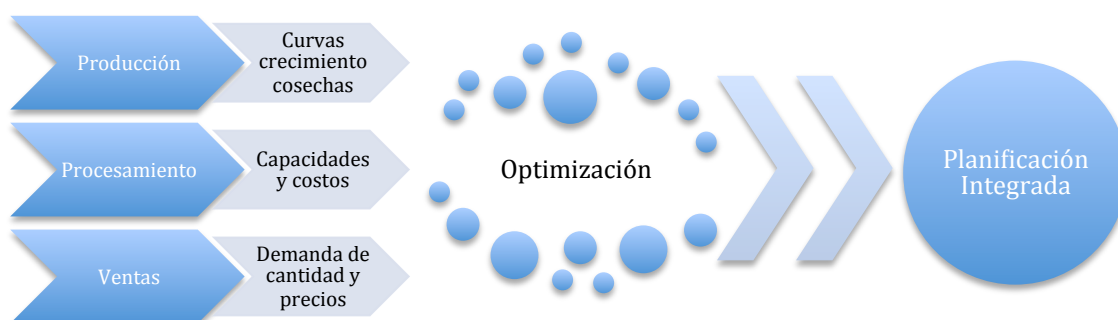 Producción
Curvas
crecimiento
cosechas
Procesamiento
Capacidades
y costos
Ventas
Demanda de
cantidad y
precios
Optimización
Planificación
Integrada